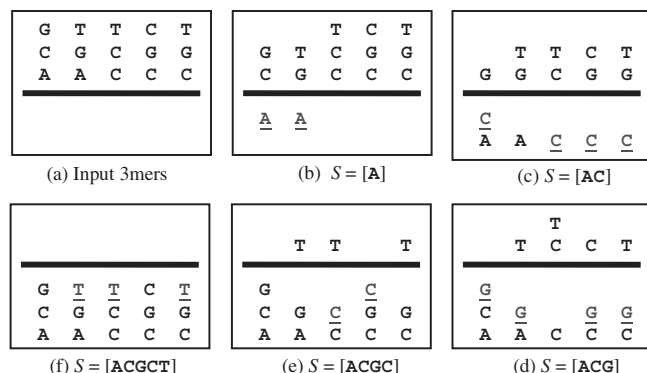 G T T C T
C G C G G
A A C C C
(a) Input 3mers
T C T
G T C G G
C G C C C
A A
(b) S = [A]
T T C T
G G C G G
C
A A C C C
(c) S = [AC]
G T T C T
C G C G G
A A C C C
(f) S = [ACGCT]
T T T
G C
C G C G G
A A C C C
(e) S = [ACGC]
T
T C C T
G
C G G G
A A C C C
(d) S = [ACG]